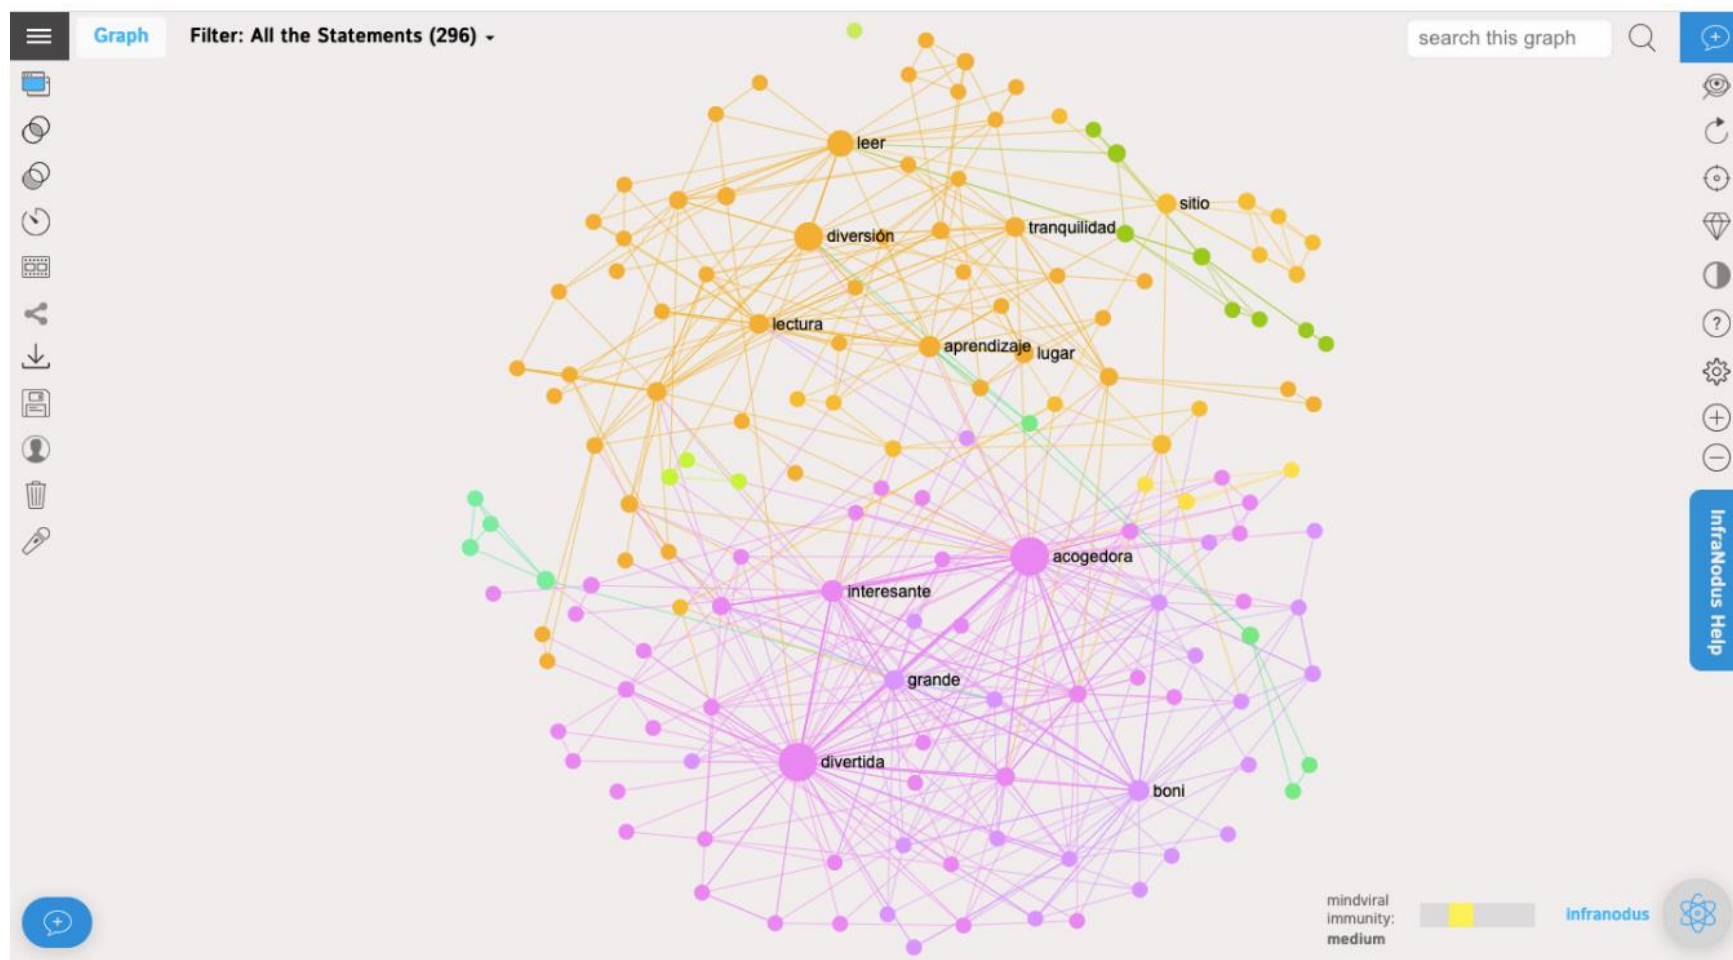 Graph
Filter: All the Statements (296)
search this graph
leer
sitio
tranquilidad
diversión
lectura
aprendizaje
lugar
acogedora
interesante
grande
divertida
boni
InfraNodus Help
mindviral
immunity:
medium
infranodus